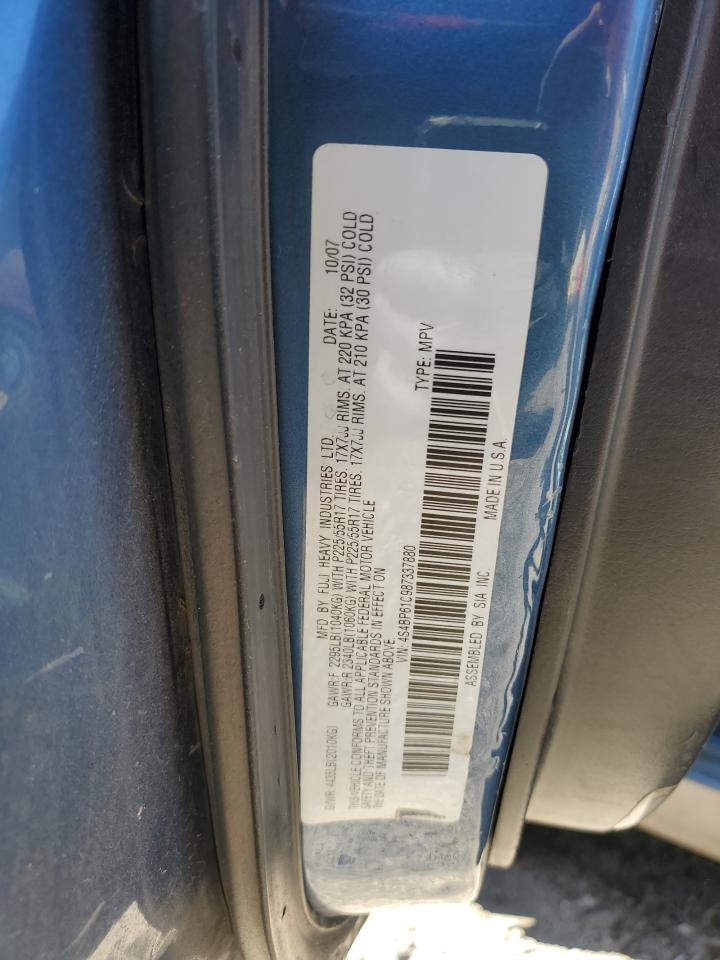 MFD BY FUJI HEAVY INDUSTRIES LTD. DATE: 10/07
GVWR 4435LB(2010KG) GAWR:F 2295LB(1040KG) WITH P225/55R17 TIRES. 17X7JJ RIMS. AT 220 KPA (32 PSI) COLD
GAWR:R 2340LB(1060KG) WITH P225/55R17 TIRES. 17X7JJ RIMS. AT 210 KPA (30 PSI) COLD
THIS VEHICLE CONFORMS TO ALL APPLICABLE FEDERAL MOTOR VEHICLE
SAFETY AND THEFT PREVENTION STANDARDS IN EFFECT ON
THE DATE OF MANUFACTURE SHOWN ABOVE.
VIN: 4S4BP61C987337880 TYPE: MPV
ASSEMBLED BY SIA INC. MADE IN U.S.A.